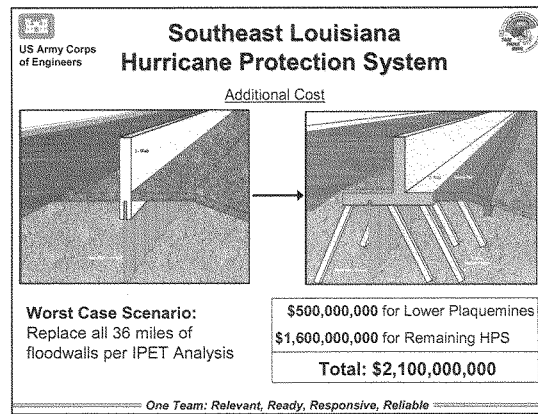 US Army Corps
of Engineers
Southeast Louisiana
Hurricane Protection System
Additional Cost
Worst Case Scenario:
Replace all 36 miles of
floodwalls per IPET Analysis
$500,000,000 for Lower Plaquemines
$1,600,000,000 for Remaining HPS
Total: $2,100,000,000
One Team: Relevant, Ready, Responsive, Reliable